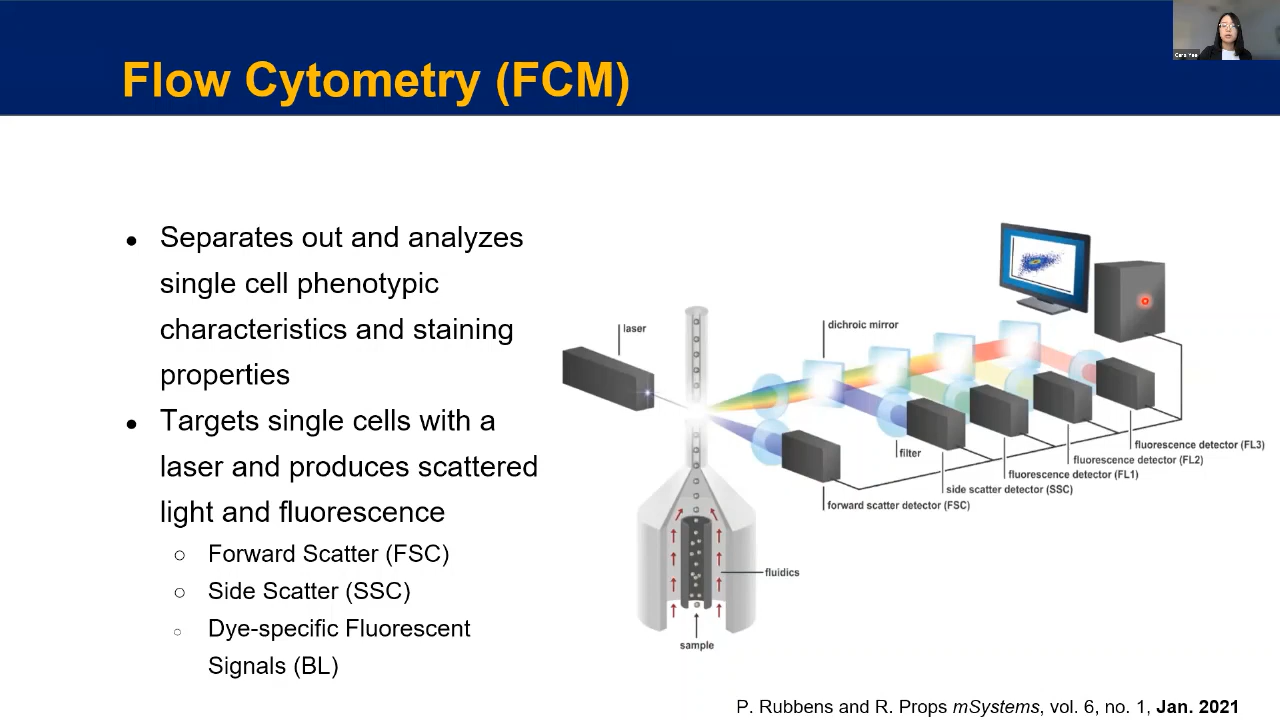 Flow Cytometry (FCM)
● Separates out and analyzes
single cell phenotypic
characteristics and staining
properties
● Targets single cells with a
laser and produces scattered
light and fluorescence
○ Forward Scatter (FSC)
○ Side Scatter (SSC)
○ Dye-specific Fluorescent
Signals (BL)
laser
dichroic mirror
filter
fluorescence detector (FL3)
fluorescence detector (FL2)
fluorescence detector (FL1)
side scatter detector (SSC)
forward scatter detector (FSC)
fluidics
sample
P. Rubbens and R. Props mSystems, vol. 6, no. 1, Jan. 2021